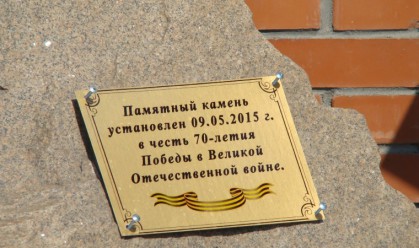 Памятный камень
установлен 09.05.2015 г.
в честь 70-летия
Победы в Великой
Отечественной войне.